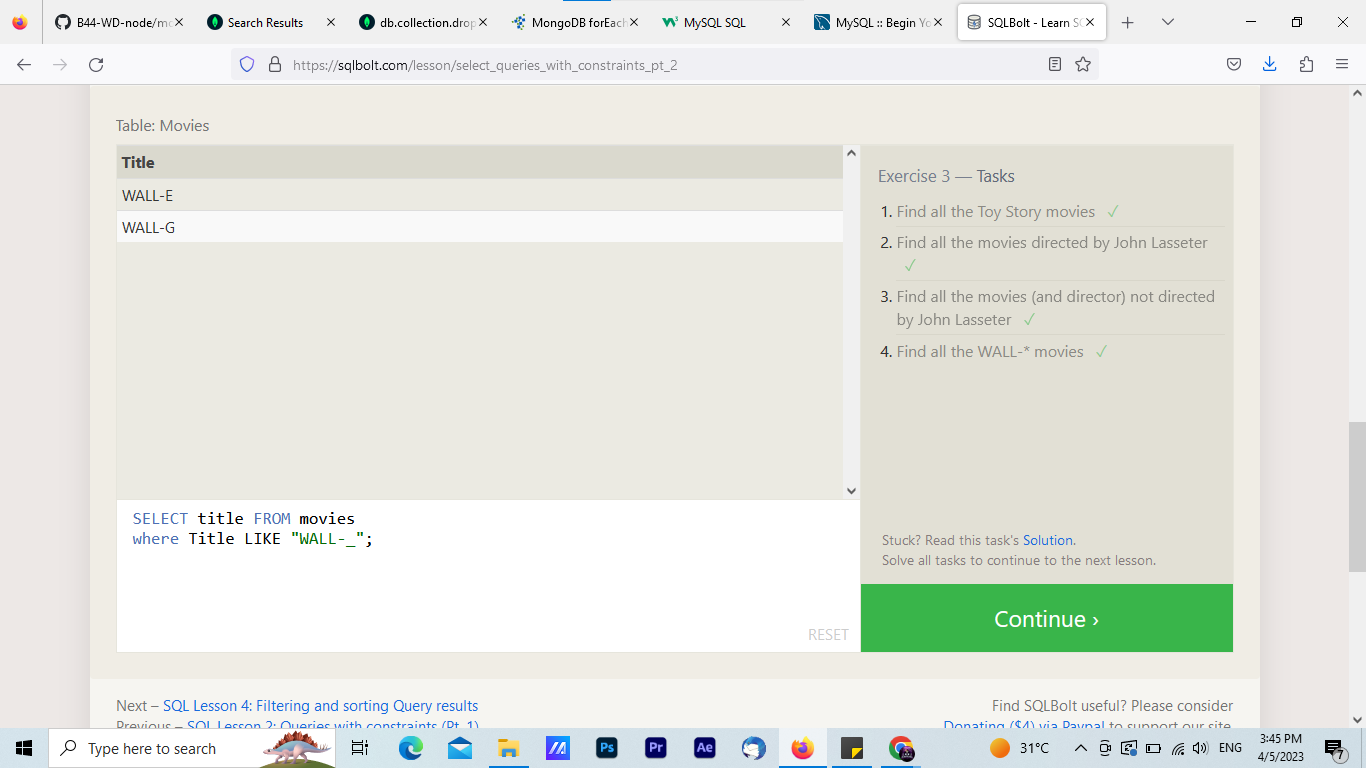 B44-WD-node/mo
Search Results
db.collection.drop
MongoDB forEach
MySQL SQL
MySQL :: Begin Yo
SQLBolt - Learn SQ
https://sqlbolt.com/lesson/select_queries_with_constraints_pt_2
Table: Movies
Title
WALL-E
WALL-G
Exercise 3 — Tasks
1. Find all the Toy Story movies ✓
2. Find all the movies directed by John Lasseter
✓
3. Find all the movies (and director) not directed
by John Lasseter ✓
4. Find all the WALL-* movies ✓
SELECT title FROM movies
where Title LIKE "WALL-_";
RESET
Stuck? Read this task's Solution.
Solve all tasks to continue to the next lesson.
Continue ›
Next – SQL Lesson 4: Filtering and sorting Query results
Previous – SQL Lesson 2: Queries with constraints (Pt. 1)
Find SQLBolt useful? Please consider
Donating ($4) via Paypal to support our site.
Type here to search
Ps
Pr
Ae
31°C
ENG
3:45 PM
4/5/2023
7